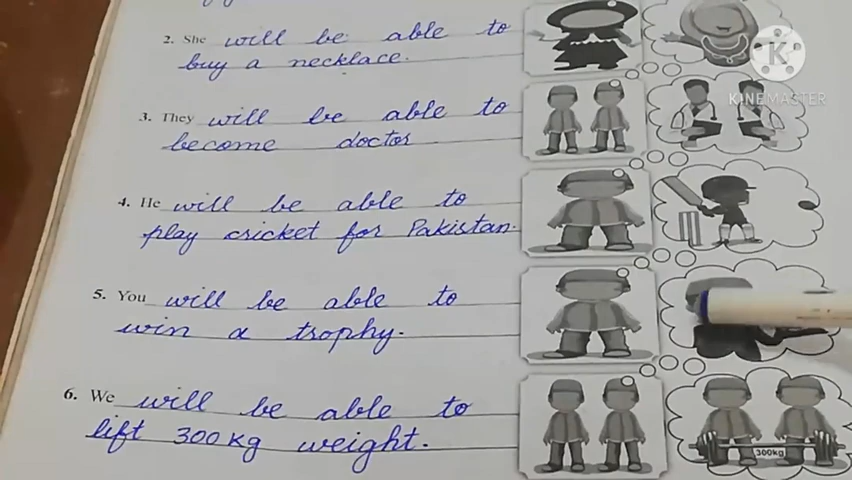 2. She will be able to
buy a necklace.
3. They will be able to
become doctor
4. He will be able to
play cricket for Pakistan.
5. You will be able to
win a trophy.
6. We will be able to
lift 300 kg weight.
300kg
K
KINEMASTER